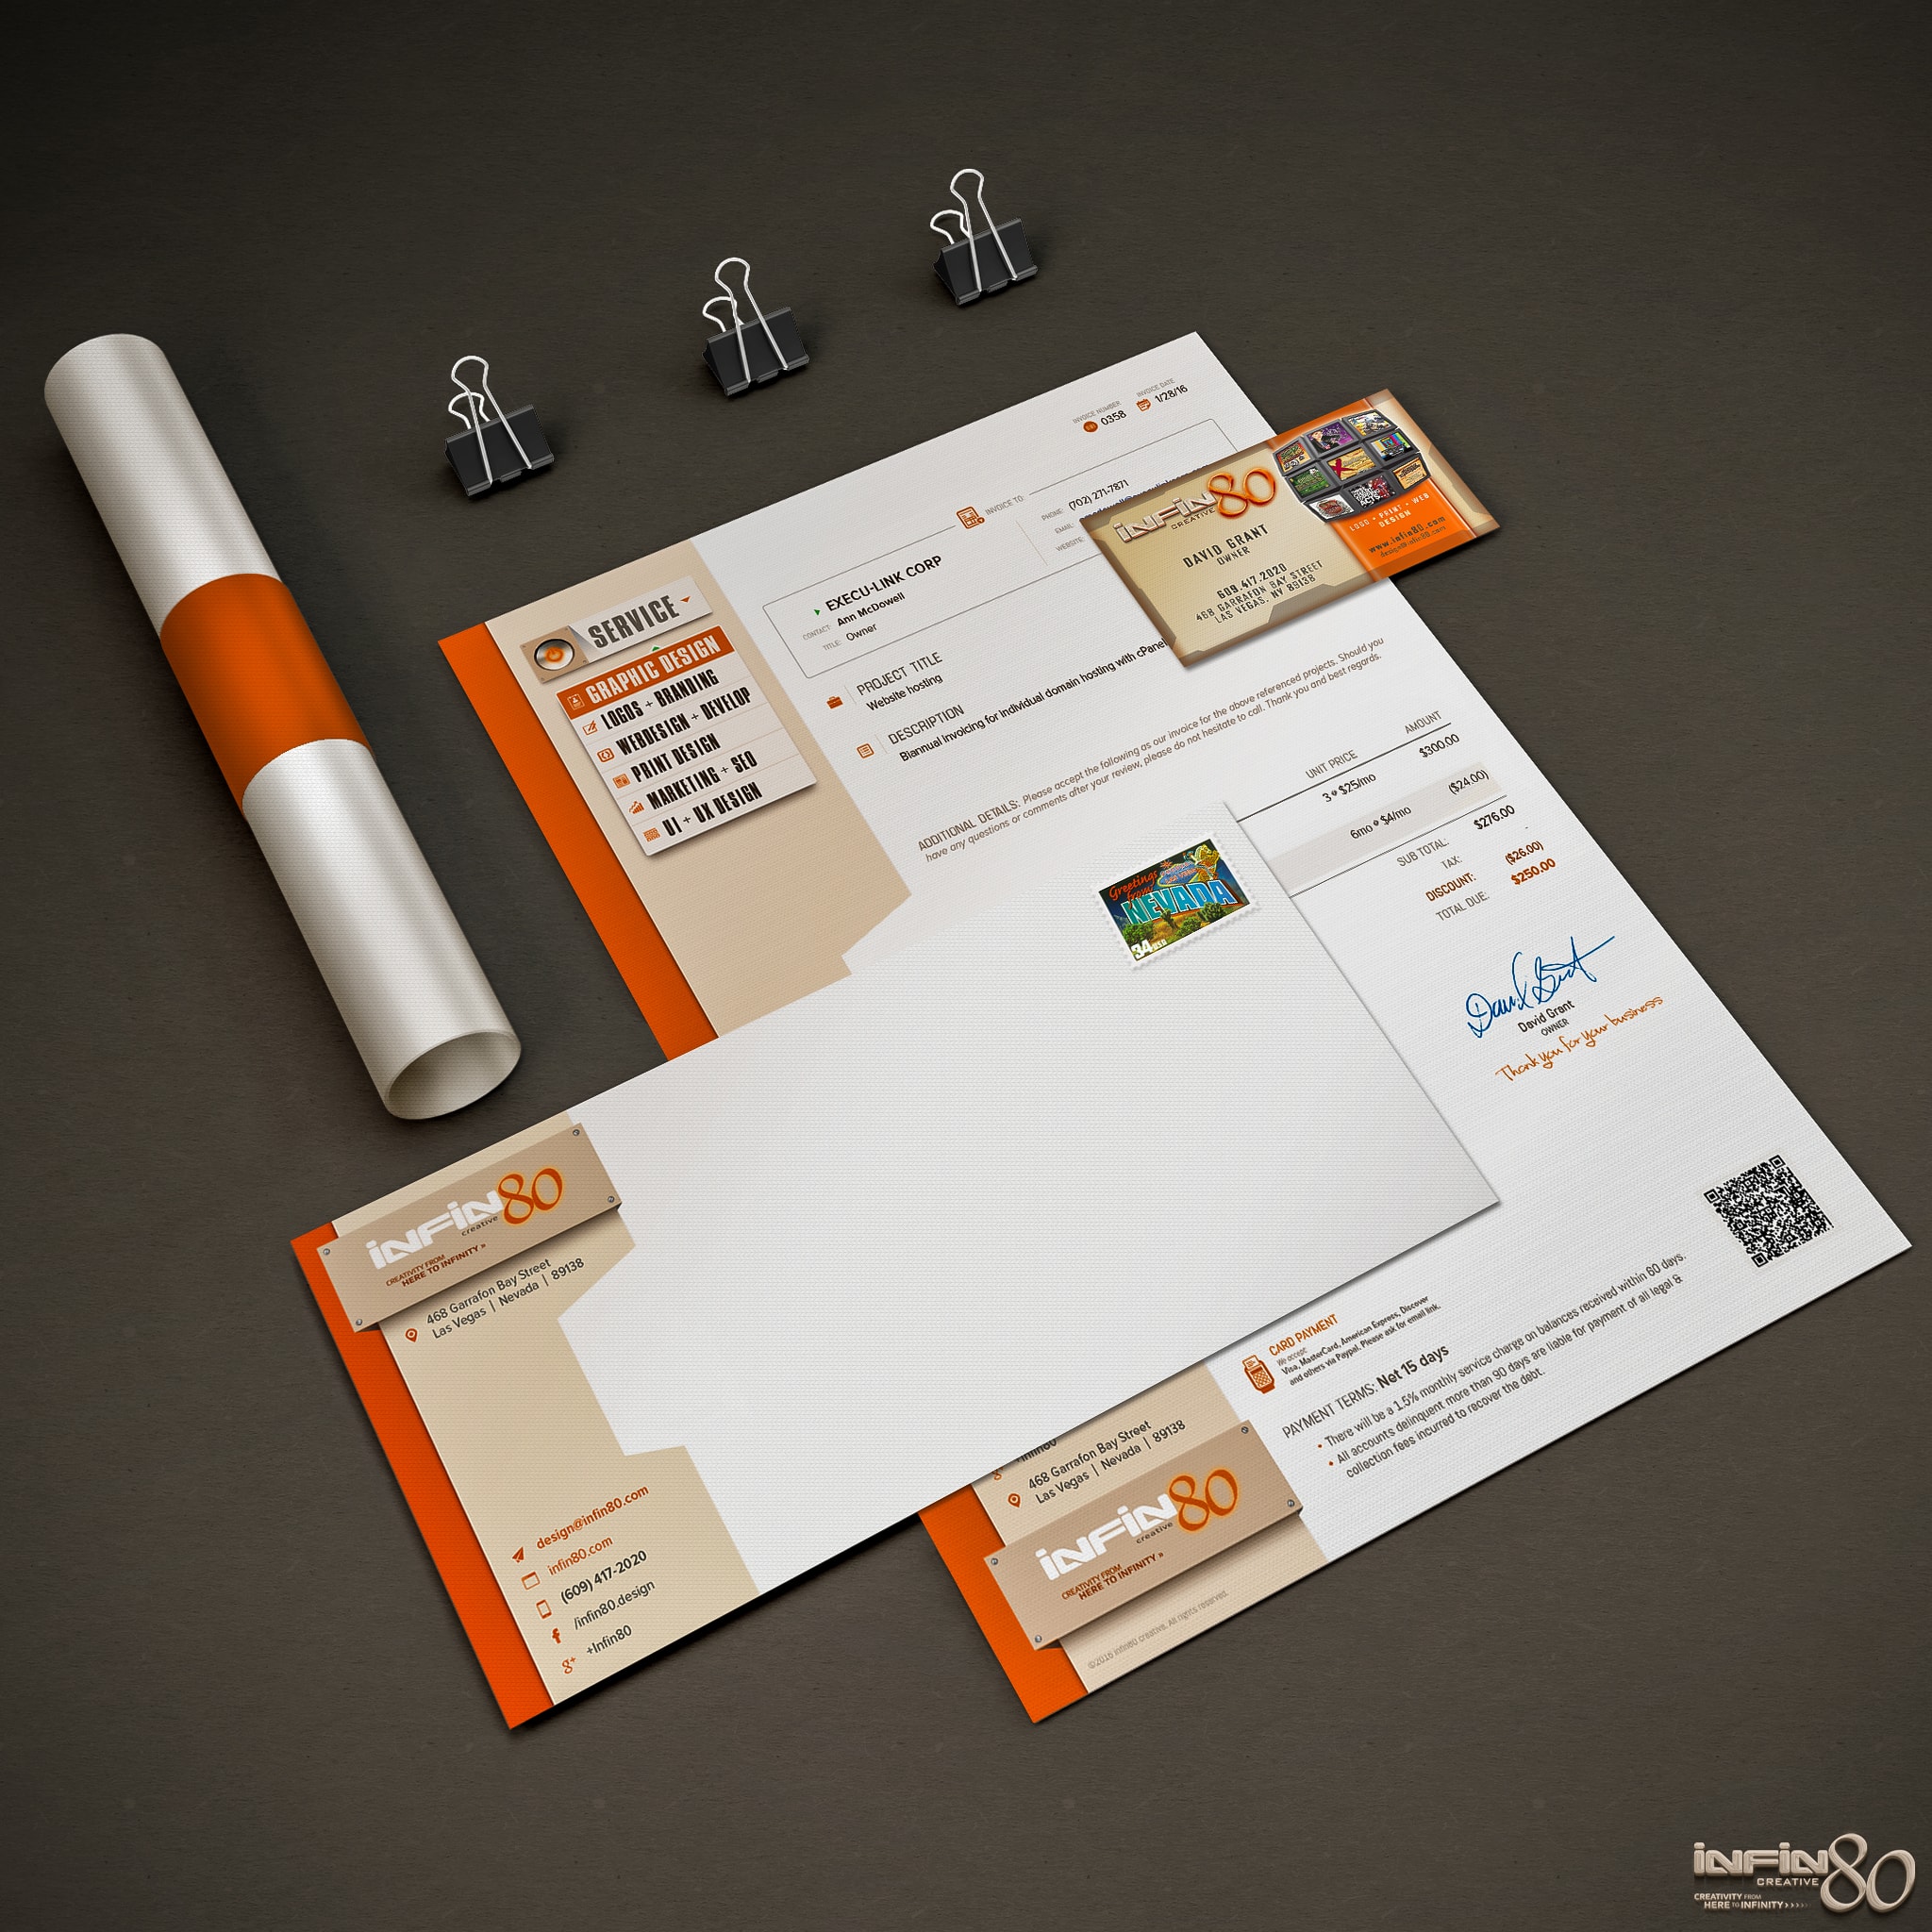 INVOICE NUMBER
0358
INVOICE DATE
1/28/16
INVOICE TO:
EXECU-LINK CORP
CONTACT: Ann McDowell
TITLE: Owner
PHONE: (702) 271-7871
EMAIL:
WEBSITE:
SERVICE
GRAPHIC DESIGN
LOGOS + BRANDING
WEBDESIGN + DEVELOP
PRINT DESIGN
MARKETING + SEO
UI + UX DESIGN
PROJECT TITLE
Website hosting
DESCRIPTION
Biannual invoicing for individual domain hosting with cPanel
ADDITIONAL DETAILS: Please accept the following as our invoice for the above referenced projects. Should you
have any questions or comments after your review, please do not hesitate to call. Thank you and best regards.
UNIT PRICE AMOUNT
3 @ $25/mo $300.00
6mo @ $4/mo ($24.00)
SUB TOTAL: $276.00
TAX: -
DISCOUNT: ($26.00)
TOTAL DUE: $250.00
David Grant
David Grant
OWNER
Thank you for your business
CARD PAYMENT
We accept
Visa, MasterCard, American Express, Discover
and others via Paypal. Please ask for email link.
PAYMENT TERMS: Net 15 days
• There will be a 1.5% monthly service charge on balances received within 60 days.
• All accounts delinquent more than 90 days are liable for payment of all legal &
collection fees incurred to recover the debt.
+Infin80
468 Garrafon Bay Street
Las Vegas | Nevada | 89138
iNFiN80
creative
CREATIVITY FROM
HERE TO INFINITY »
©2016 infin80 creative. All rights reserved.
iNFiN80
CREATIVE
DAVID GRANT
OWNER
609.417.2020
468 GARRAFON BAY STREET
LAS VEGAS, NV 89138
LOGO + PRINT + WEB
DESIGN
www.infin80.com
design@infin80.com
Greetings
from
NEVADA
34 USA
iNFiN80
creative
CREATIVITY FROM
HERE TO INFINITY »
468 Garrafon Bay Street
Las Vegas | Nevada | 89138
design@infin80.com
infin80.com
(609) 417-2020
/infin80.design
+Infin80
iNFiN80
CREATIVE
CREATIVITY FROM
HERE TO INFINITY